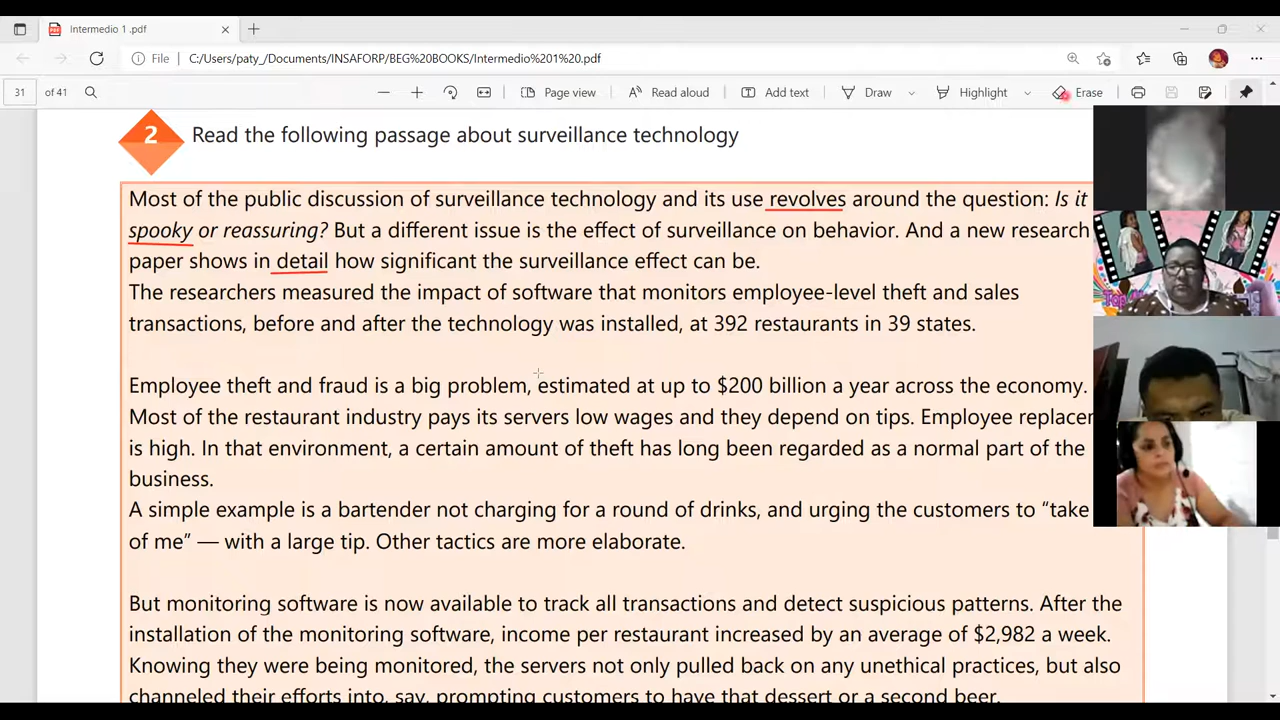 Intermedio 1 .pdf
File C:/Users/paty_/Documents/INSAFORP/BEG%20BOOKS/Intermedio%201%20.pdf
31 of 41 Page view Read aloud Add text Draw Highlight Erase
2 Read the following passage about surveillance technology
Most of the public discussion of surveillance technology and its use revolves around the question: Is it
spooky or reassuring? But a different issue is the effect of surveillance on behavior. And a new research
paper shows in detail how significant the surveillance effect can be.
The researchers measured the impact of software that monitors employee-level theft and sales
transactions, before and after the technology was installed, at 392 restaurants in 39 states.
Employee theft and fraud is a big problem, estimated at up to $200 billion a year across the economy.
Most of the restaurant industry pays its servers low wages and they depend on tips. Employee replacer
is high. In that environment, a certain amount of theft has long been regarded as a normal part of the
business.
A simple example is a bartender not charging for a round of drinks, and urging the customers to “take
of me” — with a large tip. Other tactics are more elaborate.
But monitoring software is now available to track all transactions and detect suspicious patterns. After the
installation of the monitoring software, income per restaurant increased by an average of $2,982 a week.
Knowing they were being monitored, the servers not only pulled back on any unethical practices, but also
channeled their efforts into, say, prompting customers to have that dessert or a second beer.